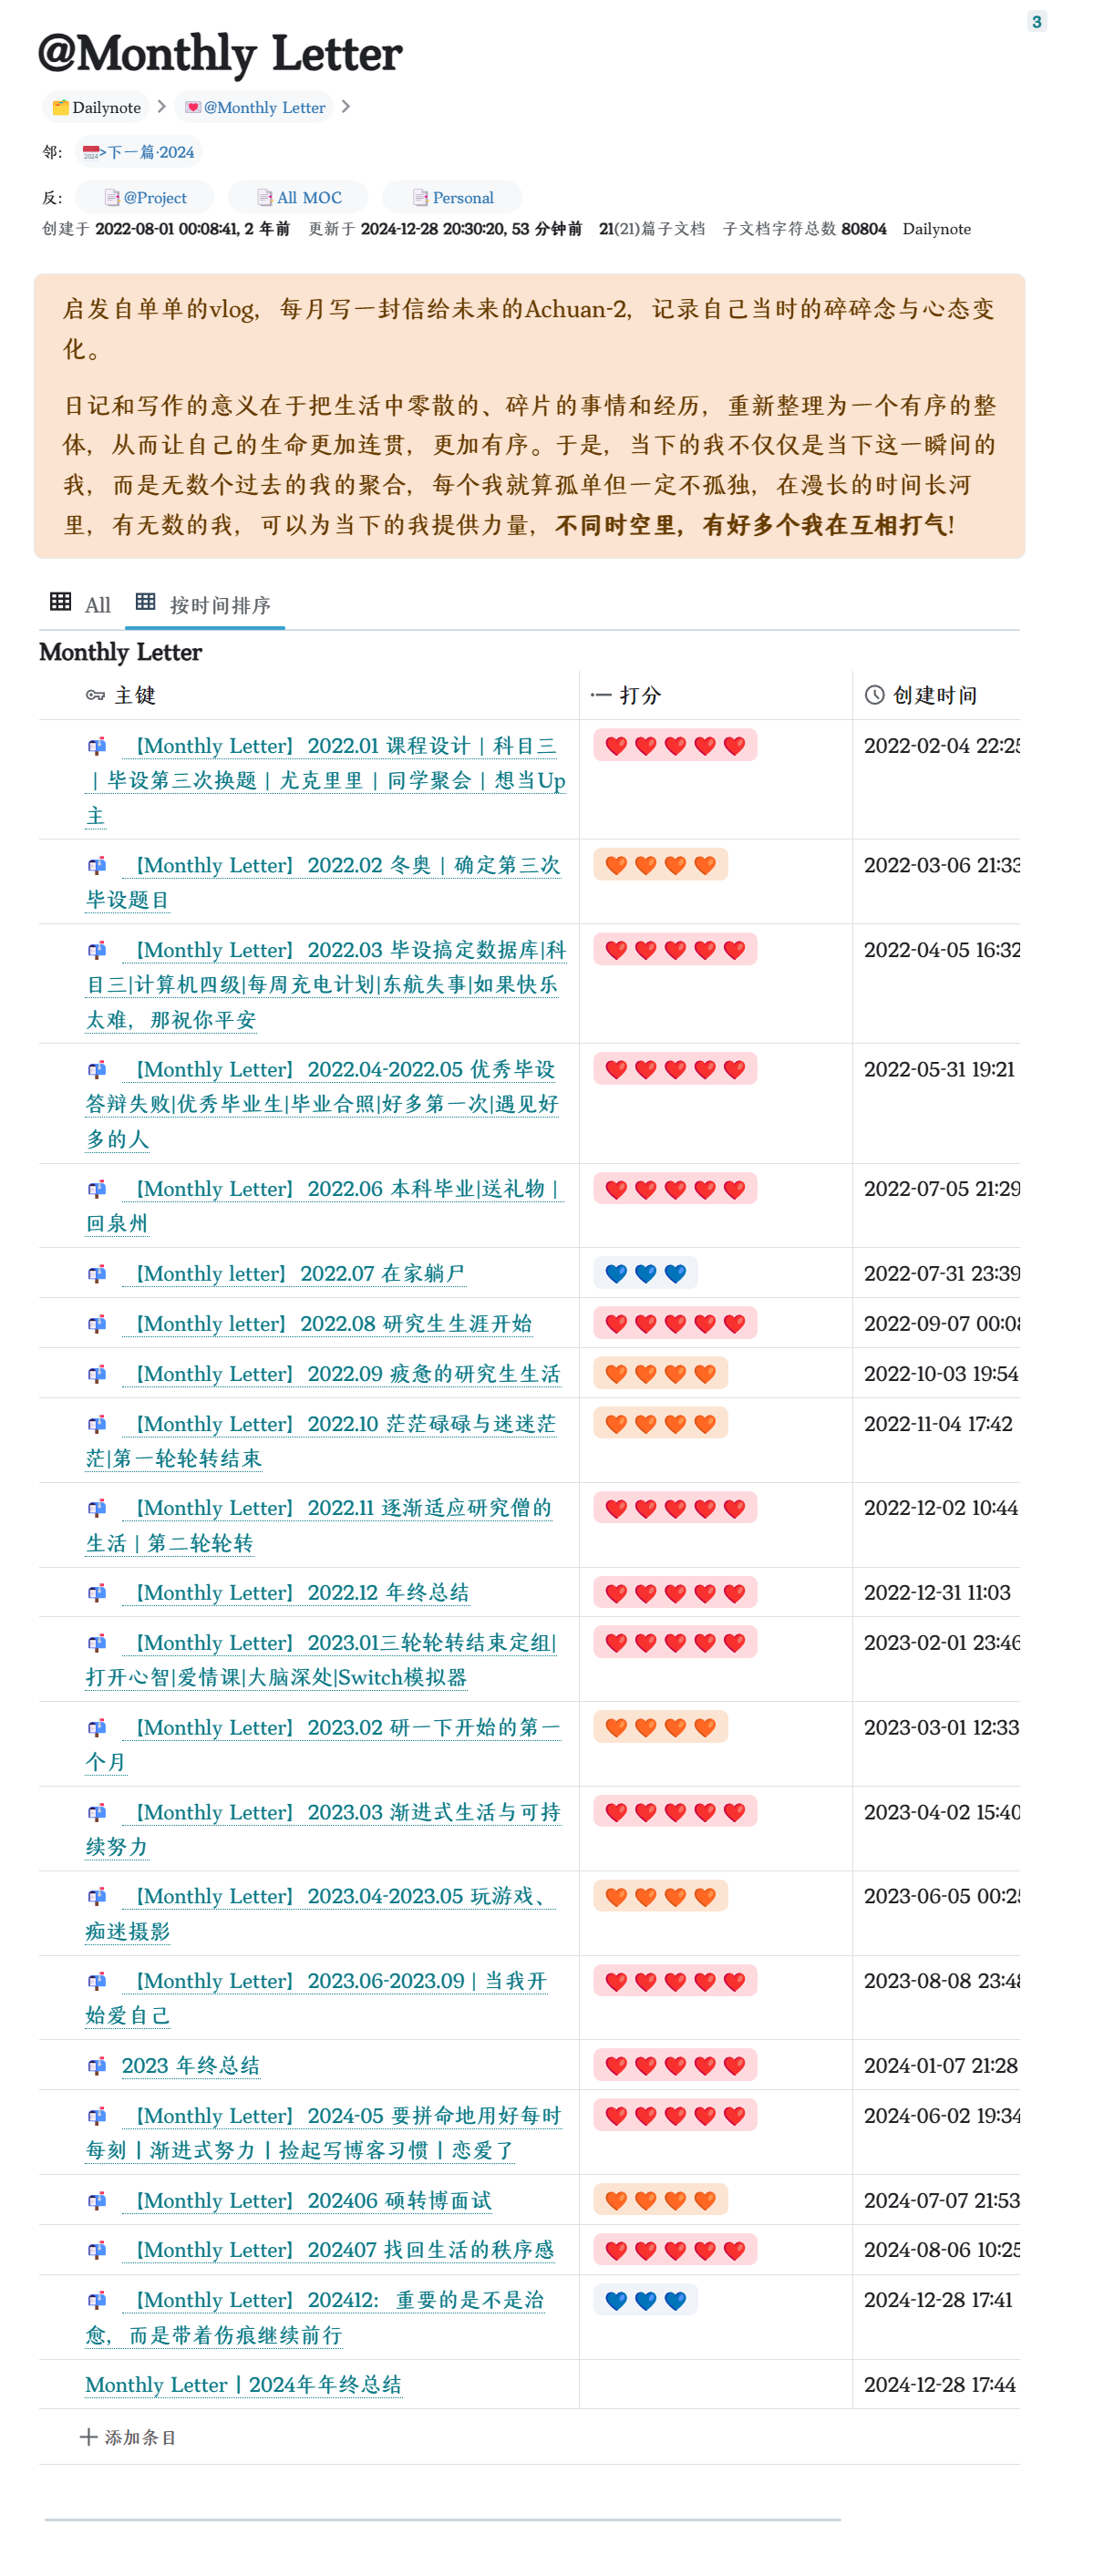 3
@Monthly Letter
Dailynote > @Monthly Letter >
邻: 2024 >下一篇·2024
反: @Project All MOC Personal
创建于 2022-08-01 00:08:41, 2 年前 更新于 2024-12-28 20:30:20, 53 分钟前 21(21)篇子文档 子文档字符总数 80804 Dailynote
启发自单单的vlog，每月写一封信给未来的Achuan-2，记录自己当时的碎碎念与心态变
化。
日记和写作的意义在于把生活中零散的、碎片的事情和经历，重新整理为一个有序的整
体，从而让自己的生命更加连贯，更加有序。于是，当下的我不仅仅是当下这一瞬间的
我，而是无数个过去的我的聚合，每个我就算孤单但一定不孤独，在漫长的时间长河
里，有无数的我，可以为当下的我提供力量，不同时空里，有好多个我在互相打气！
All 按时间排序
Monthly Letter
主键 打分 创建时间
【Monthly Letter】2022.01 课程设计 | 科目三 ❤️❤️❤️❤️❤️ 2022-02-04 22:25
| 毕设第三次换题 | 尤克里里 | 同学聚会 | 想当Up
主
【Monthly Letter】2022.02 冬奥 | 确定第三次 🧡🧡🧡🧡 2022-03-06 21:33
毕设题目
【Monthly Letter】2022.03 毕设搞定数据库|科 ❤️❤️❤️❤️❤️ 2022-04-05 16:32
目三|计算机四级|每周充电计划|东航失事|如果快乐
太难，那祝你平安
【Monthly Letter】2022.04-2022.05 优秀毕设 ❤️❤️❤️❤️❤️ 2022-05-31 19:21
答辩失败|优秀毕业生|毕业合照|好多第一次|遇见好
多的人
【Monthly Letter】2022.06 本科毕业|送礼物 | ❤️❤️❤️❤️❤️ 2022-07-05 21:29
回泉州
【Monthly letter】2022.07 在家躺尸 💙💙💙 2022-07-31 23:39
【Monthly letter】2022.08 研究生生涯开始 ❤️❤️❤️❤️❤️ 2022-09-07 00:08
【Monthly Letter】2022.09 疲惫的研究生生活 🧡🧡🧡🧡 2022-10-03 19:54
【Monthly Letter】2022.10 茫茫碌碌与迷迷茫 🧡🧡🧡🧡 2022-11-04 17:42
茫|第一轮轮转结束
【Monthly Letter】2022.11 逐渐适应研究僧的 ❤️❤️❤️❤️❤️ 2022-12-02 10:44
生活 | 第二轮轮转
【Monthly Letter】2022.12 年终总结 ❤️❤️❤️❤️❤️ 2022-12-31 11:03
【Monthly Letter】2023.01三轮轮转结束定组| ❤️❤️❤️❤️❤️ 2023-02-01 23:46
打开心智|爱情课|大脑深处|Switch模拟器
【Monthly Letter】2023.02 研一下开始的第一 🧡🧡🧡🧡 2023-03-01 12:33
个月
【Monthly Letter】2023.03 渐进式生活与可持 ❤️❤️❤️❤️❤️ 2023-04-02 15:40
续努力
【Monthly Letter】2023.04-2023.05 玩游戏、 🧡🧡🧡🧡 2023-06-05 00:25
痴迷摄影
【Monthly Letter】2023.06-2023.09 | 当我开 ❤️❤️❤️❤️❤️ 2023-08-08 23:48
始爱自己
2023 年终总结 ❤️❤️❤️❤️❤️ 2024-01-07 21:28
【Monthly Letter】2024-05 要拼命地用好每时 ❤️❤️❤️❤️❤️ 2024-06-02 19:34
每刻丨渐进式努力丨捡起写博客习惯丨恋爱了
【Monthly Letter】202406 硕转博面试 🧡🧡🧡🧡 2024-07-07 21:53
【Monthly Letter】202407 找回生活的秩序感 ❤️❤️❤️❤️❤️ 2024-08-06 10:25
【Monthly Letter】202412：重要的是不是治 💙💙💙 2024-12-28 17:41
愈，而是带着伤痕继续前行
Monthly Letter丨2024年年终总结 2024-12-28 17:44
添加条目